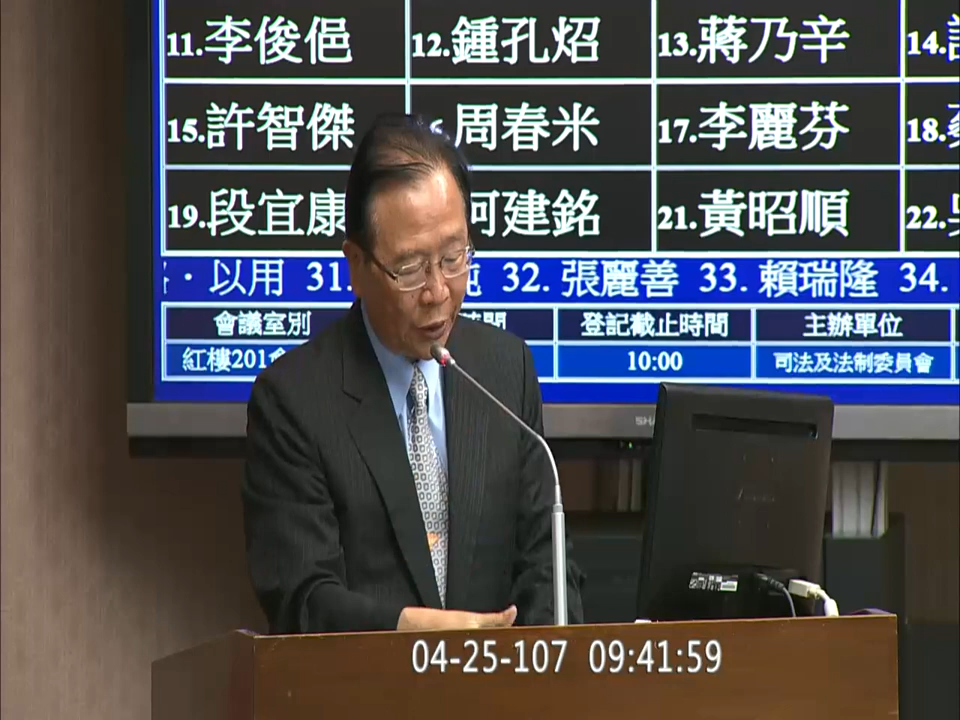 11.李俊俋 12.鍾孔炤 13.蔣乃辛 14.
15.許智傑 6.周春米 17.李麗芬 18.
19.段宜康 建銘 21.黃昭順 22.
．以用 31. 32. 張麗善 33. 賴瑞隆 34.
會議室別 登記截止時間 主辦單位
紅樓201 10:00 司法及法制委員會
04-25-107 09:41:59